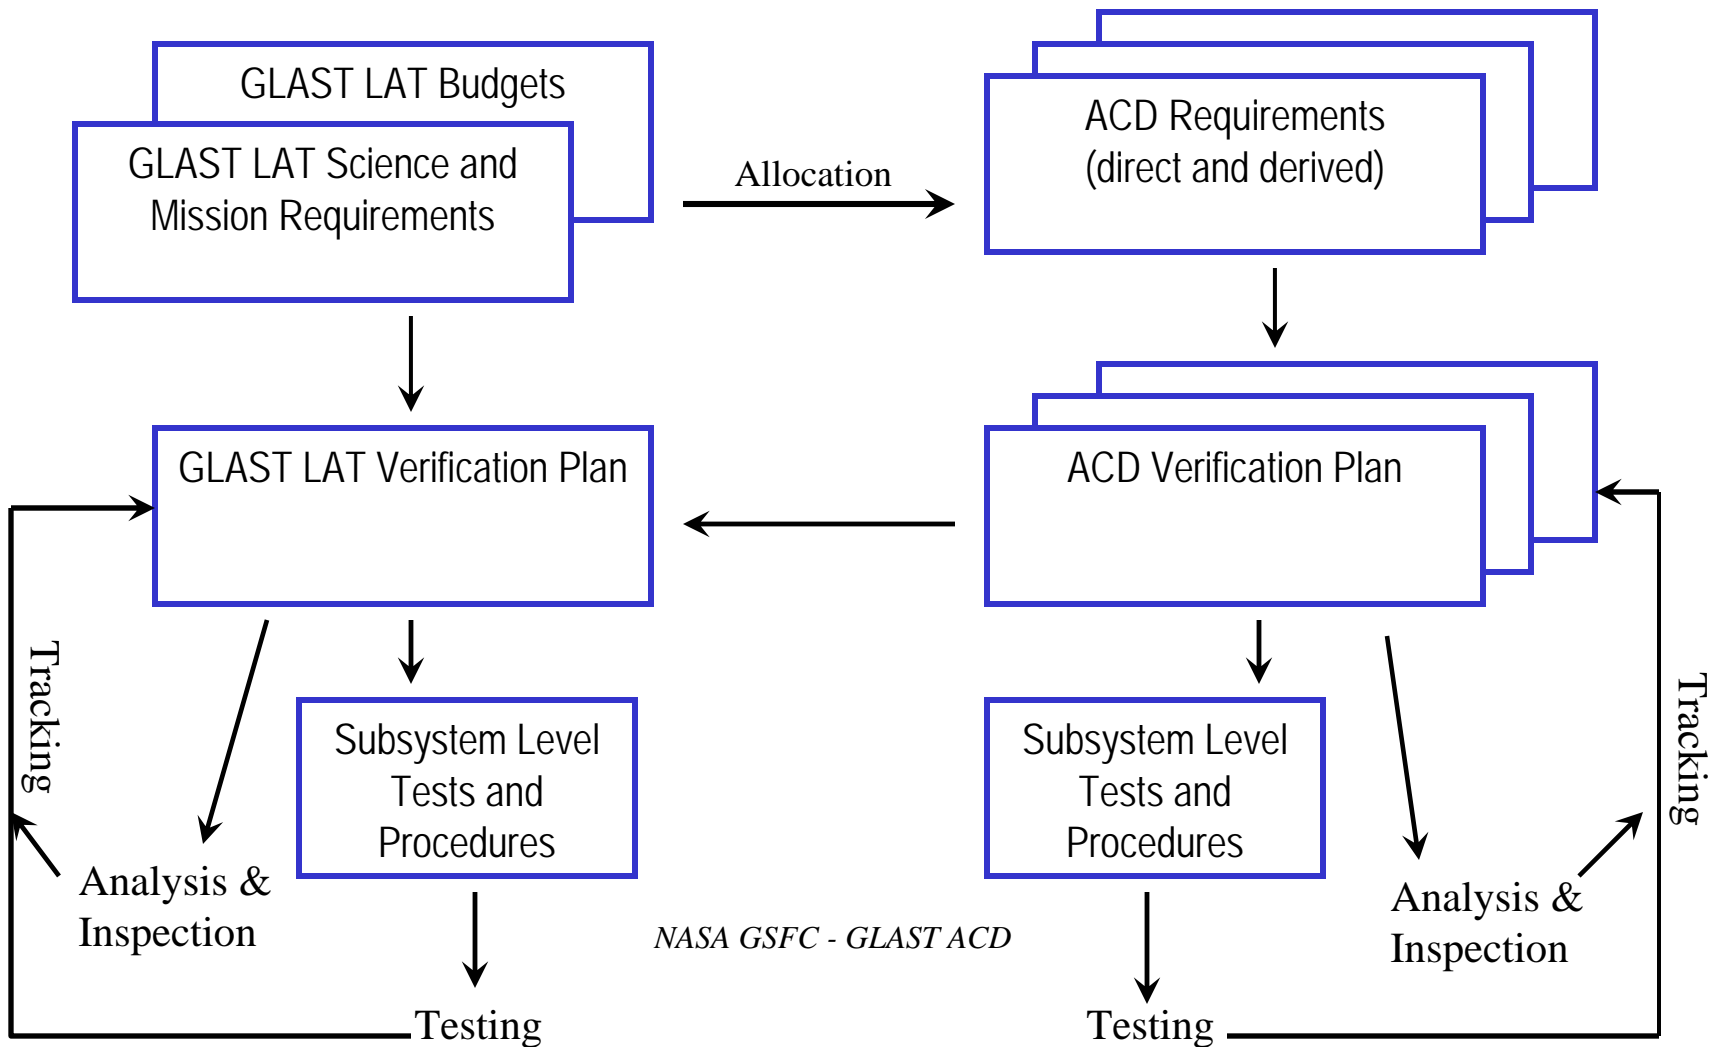 GLAST LAT Budgets
GLAST LAT Science and
Mission Requirements
Allocation
ACD Requirements
(direct and derived)
GLAST LAT Verification Plan
ACD Verification Plan
Tracking
Subsystem Level
Tests and
Procedures
Subsystem Level
Tests and
Procedures
Tracking
Analysis &
Inspection
NASA GSFC - GLAST ACD
Analysis &
Inspection
Testing
Testing